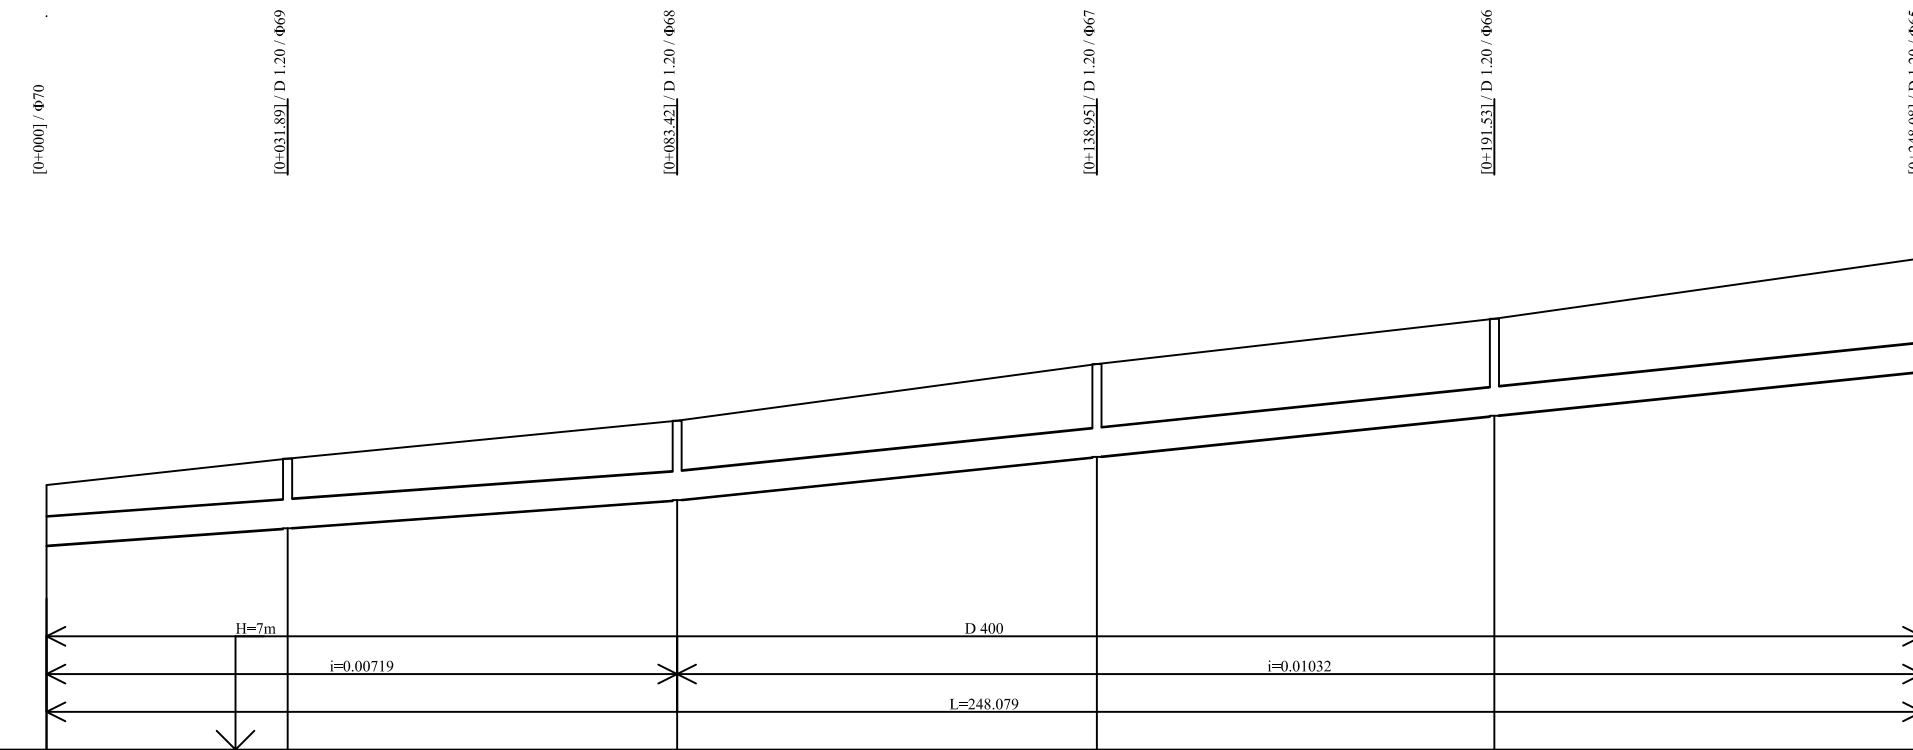 [0+000] / Φ70
[0+031.89] / D 1.20 / Φ69
[0+083.42] / D 1.20 / Φ68
[0+138.95] / D 1.20 / Φ67
[0+191.53] / D 1.20 / Φ66
H=7m
D 400
i=0.00719
i=0.01032
L=248.079